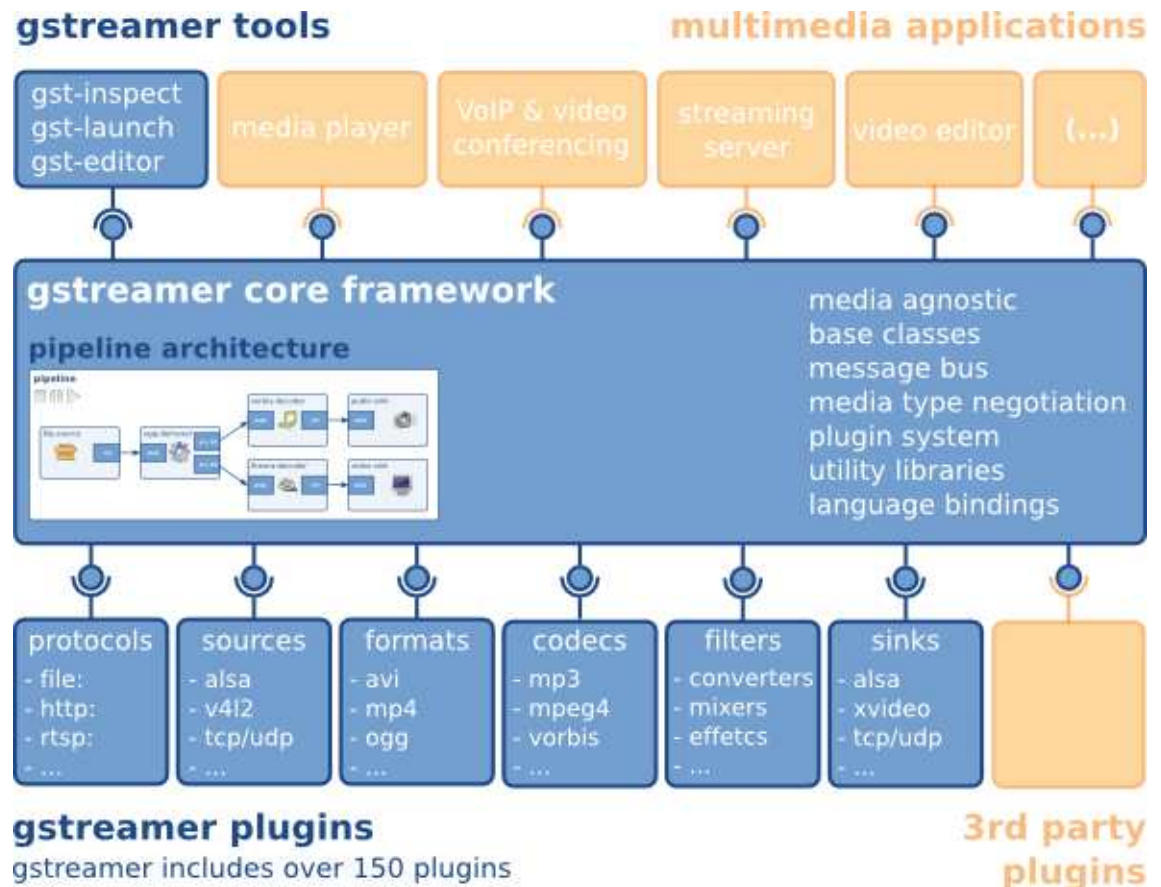 gstreamer tools
multimedia applications
gst-inspect
gst-launch
gst-editor
media player
VoIP & video
conferencing
streaming
server
video editor
(...)
gstreamer core framework
pipeline architecture
pipeline
media agnostic
base classes
message bus
media type negotiation
plugin system
utility libraries
language bindings
protocols
- file:
- http:
- rtsp:
- ...
sources
- alsa
- v4l2
- tcp/udp
- ...
formats
- avi
- mp4
- ogg
- ...
codecs
- mp3
- mpeg4
- vorbis
- ...
filters
- converters
- mixers
- effetcs
- ...
sinks
- alsa
- xvideo
- tcp/udp
- ...
gstreamer plugins
gstreamer includes over 150 plugins
3rd party
plugins